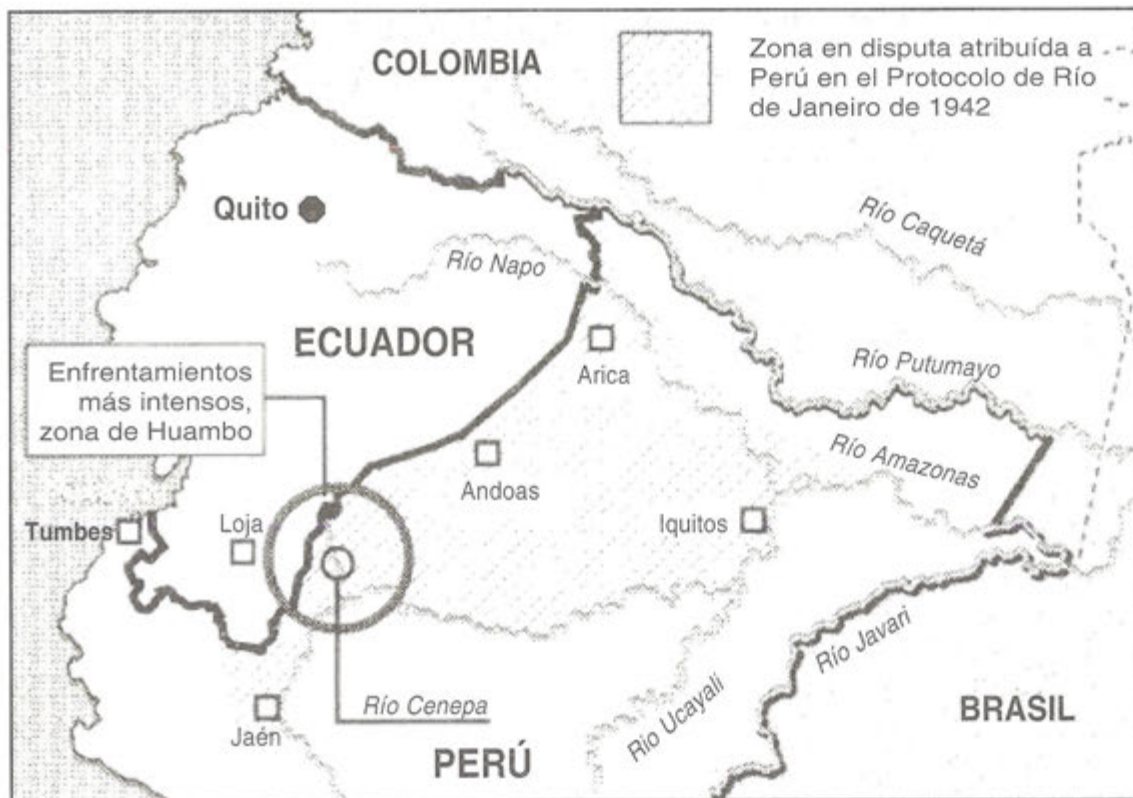 COLOMBIA
Zona en disputa atribuída a
Perú en el Protocolo de Río
de Janeiro de 1942
Quito
Río Caquetá
Río Napo
ECUADOR
Enfrentamientos
más intensos,
zona de Huambo
Arica
Río Putumayo
Río Amazonas
Andoas
Tumbes
Loja
Iquitos
Río Javari
Río Cenepa
Rio Ucayali
Jaén
BRASIL
PERÚ